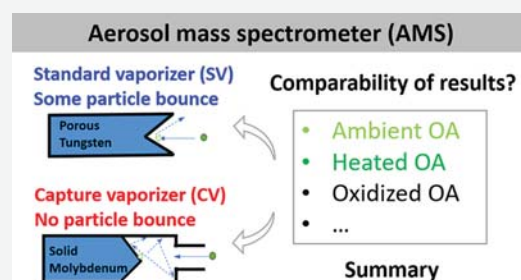 Aerosol mass spectrometer (AMS)
Standard vaporizer (SV)
Some particle bounce
Porous
Tungsten
Capture vaporizer (CV)
No particle bounce
Solid
Molybdenum
Comparability of results?
• Ambient OA
• Heated OA
• Oxidized OA
• ...
Summary